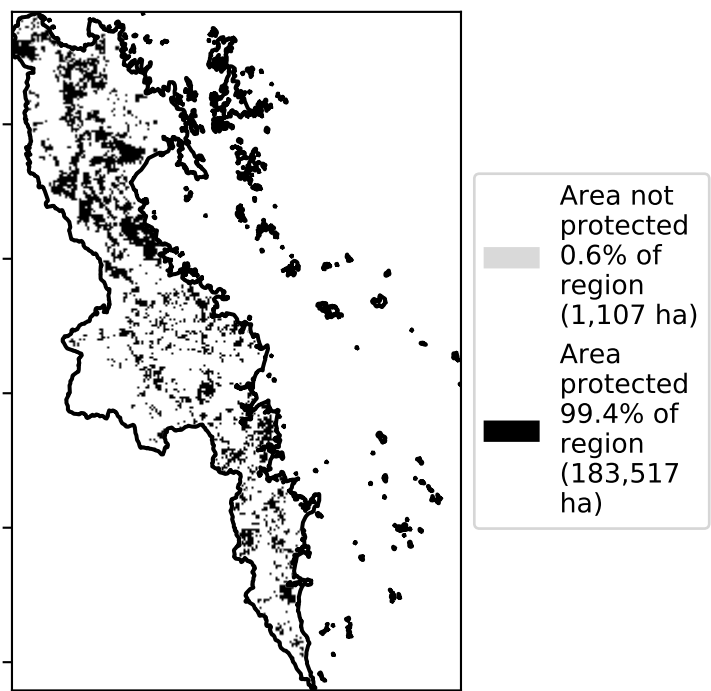 Area not
protected
0.6% of
region
(1,107 ha)
Area
protected
99.4% of
region
(183,517
ha)